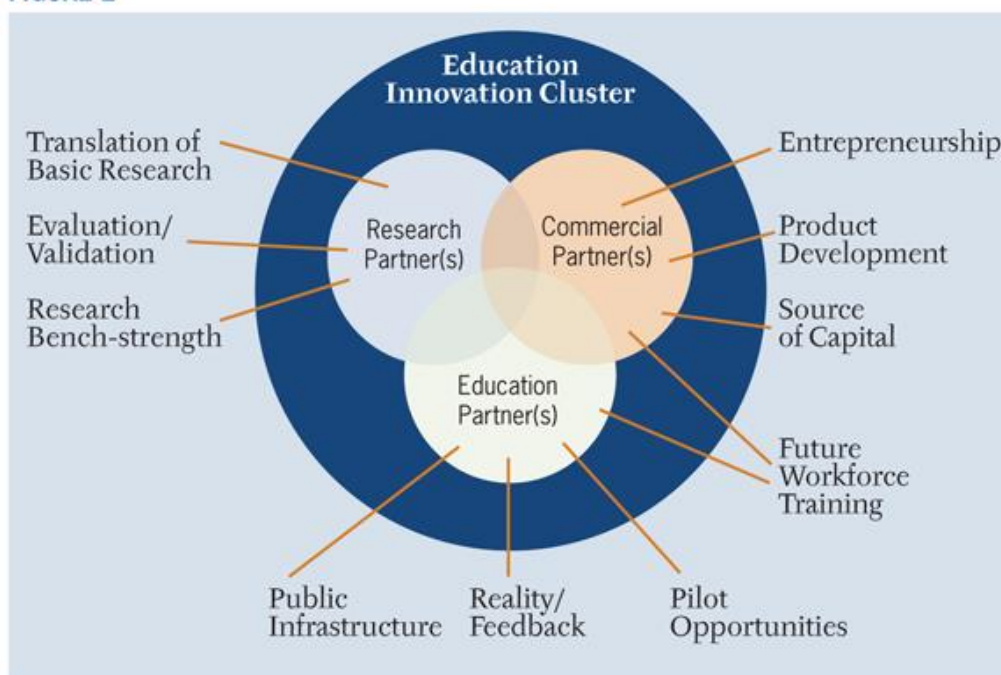 Education
Innovation Cluster
Translation of
Basic Research
Evaluation/
Validation
Research
Bench-strength
Research
Partner(s)
Commercial
Partner(s)
Education
Partner(s)
Entrepreneurship
Product
Development
Source
of Capital
Future
Workforce
Training
Public
Infrastructure
Reality/
Feedback
Pilot
Opportunities